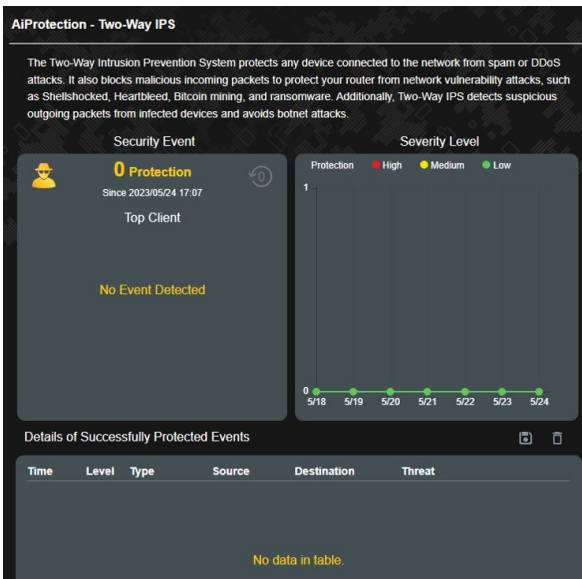 AiProtection - Two-Way IPS
The Two-Way Intrusion Prevention System protects any device connected to the network from spam or DDoS
attacks. It also blocks malicious incoming packets to protect your router from network vulnerability attacks, such
as Shellshocked, Heartbleed, Bitcoin mining, and ransomware. Additionally, Two-Way IPS detects suspicious
outgoing packets from infected devices and avoids botnet attacks.
Security Event
0 Protection
0
Since 2023/05/24 17:07
Top Client
No Event Detected
Severity Level
Protection High Medium Low
1
0
5/18 5/19 5/20 5/21 5/22 5/23 5/24
Details of Successfully Protected Events
Time Level Type Source Destination Threat
No data in table.